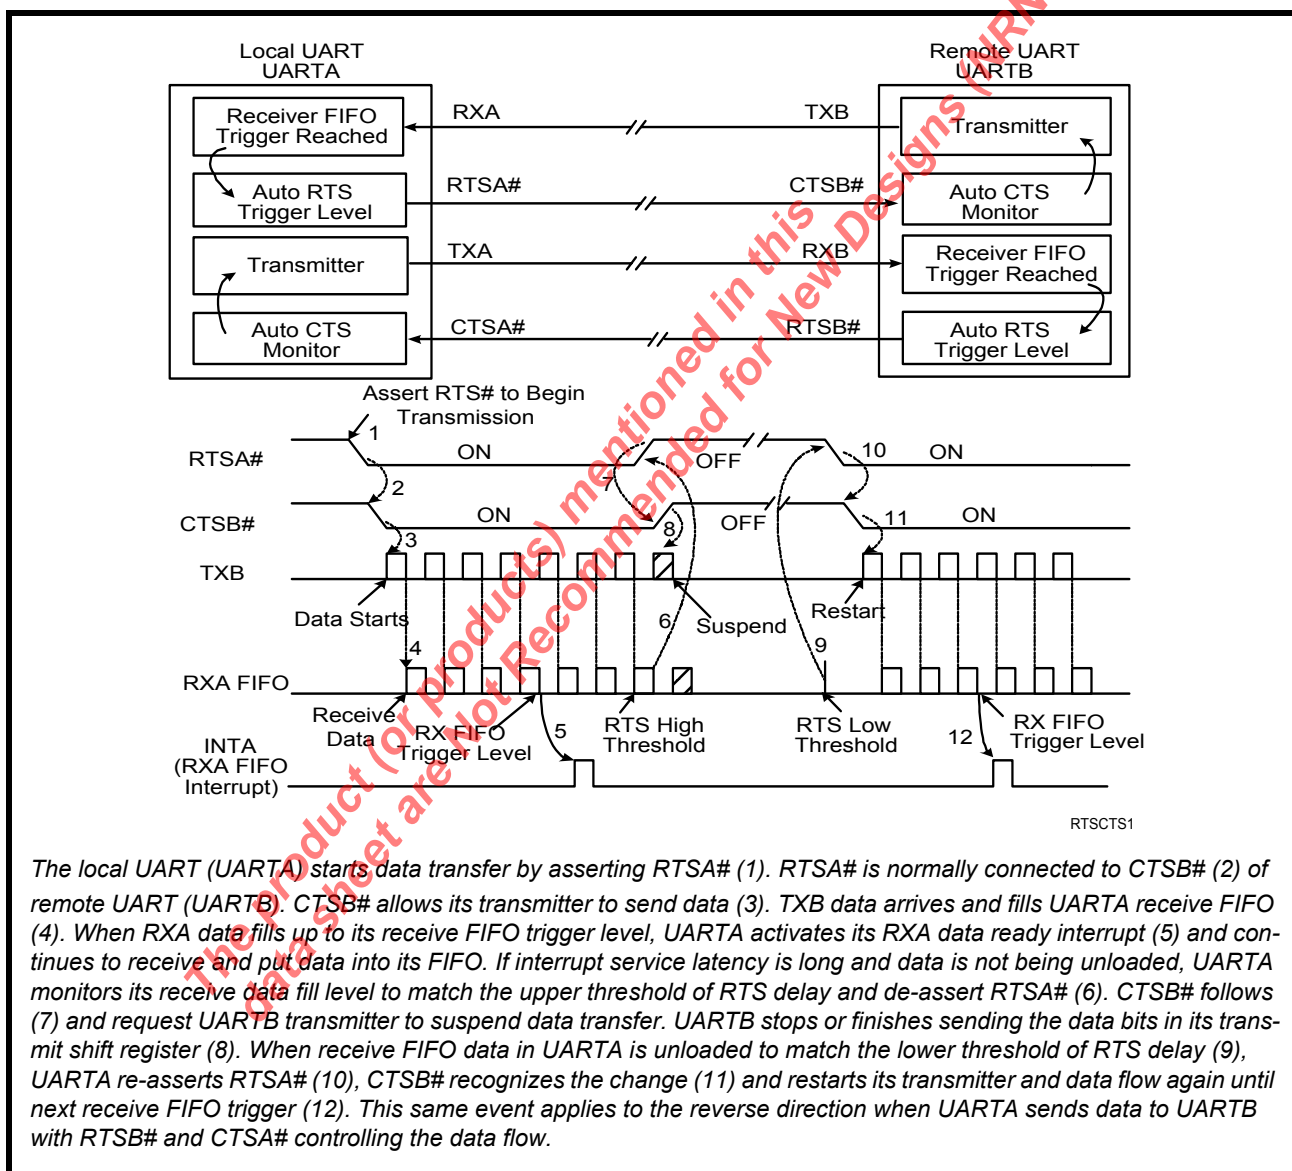 Local UART
UARTA
Remote UART
UARTB
Receiver FIFO
Trigger Reached
RXA
TXB
Transmitter
Auto RTS
Trigger Level
RTSA#
CTSB#
Auto CTS
Monitor
Transmitter
TXA
RXB
Receiver FIFO
Trigger Reached
Auto CTS
Monitor
CTSA#
RTSB#
Auto RTS
Trigger Level
Assert RTS# to Begin
Transmission
RTSA#
1
ON
7
OFF
10
ON
2
CTSB#
ON
8
OFF
11
ON
3
TXB
Data Starts
6
Suspend
Restart
4
9
RXA FIFO
Receive
Data
RX FIFO
Trigger Level
5
RTS High
Threshold
RTS Low
Threshold
12
RX FIFO
Trigger Level
INTA
(RXA FIFO
Interrupt)
RTSCTS1
The local UART (UARTA) starts data transfer by asserting RTSA# (1). RTSA# is normally connected to CTSB# (2) of
remote UART (UARTB). CTSB# allows its transmitter to send data (3). TXB data arrives and fills UARTA receive FIFO
(4). When RXA data fills up to its receive FIFO trigger level, UARTA activates its RXA data ready interrupt (5) and con-
tinues to receive and put data into its FIFO. If interrupt service latency is long and data is not being unloaded, UARTA
monitors its receive data fill level to match the upper threshold of RTS delay and de-assert RTSA# (6). CTSB# follows
(7) and request UARTB transmitter to suspend data transfer. UARTB stops or finishes sending the data bits in its trans-
mit shift register (8). When receive FIFO data in UARTA is unloaded to match the lower threshold of RTS delay (9),
UARTA re-asserts RTSA# (10), CTSB# recognizes the change (11) and restarts its transmitter and data flow again until
next receive FIFO trigger (12). This same event applies to the reverse direction when UARTA sends data to UARTB
with RTSB# and CTSA# controlling the data flow.
The product (or products) mentioned in this
data sheet are Not Recommended for New Designs (NRN